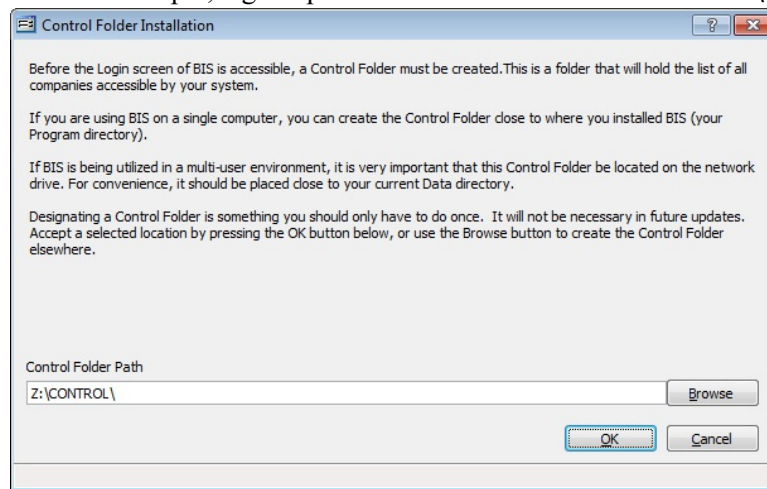 Control Folder Installation
Before the Login screen of BIS is accessible, a Control Folder must be created.This is a folder that will hold the list of all
companies accessible by your system.
If you are using BIS on a single computer, you can create the Control Folder close to where you installed BIS (your
Program directory).
If BIS is being utilized in a multi-user environment, it is very important that this Control Folder be located on the network
drive. For convenience, it should be placed close to your current Data directory.
Designating a Control Folder is something you should only have to do once. It will not be necessary in future updates.
Accept a selected location by pressing the OK button below, or use the Browse button to create the Control Folder
elsewhere.
Control Folder Path
Z:\CONTROL\
Browse
OK Cancel